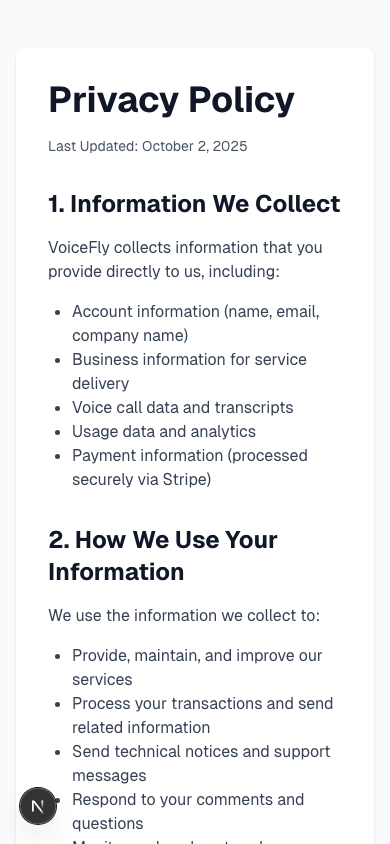 Privacy Policy
Last Updated: October 2, 2025
1. Information We Collect
VoiceFly collects information that you
provide directly to us, including:
• Account information (name, email,
company name)
• Business information for service
delivery
• Voice call data and transcripts
• Usage data and analytics
• Payment information (processed
securely via Stripe)
2. How We Use Your
Information
We use the information we collect to:
• Provide, maintain, and improve our
services
• Process your transactions and send
related information
• Send technical notices and support
messages
• Respond to your comments and
questions
N